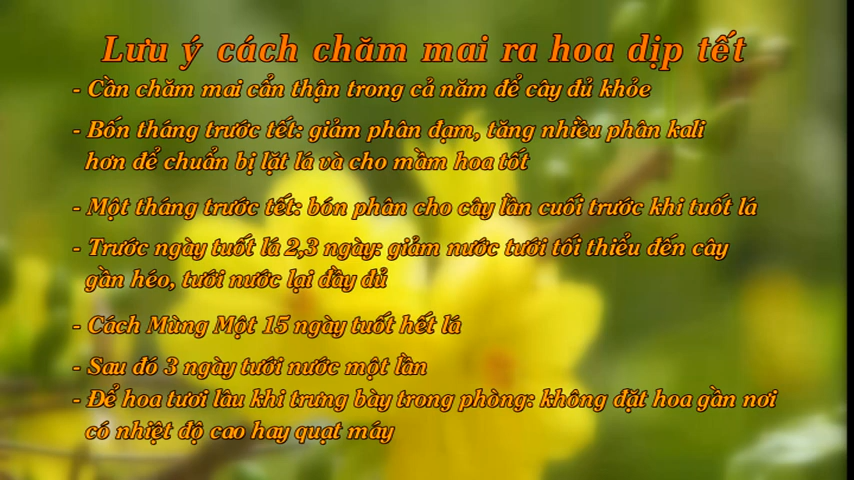 Lưu ý cách chăm mai ra hoa dịp tết
- Cần chăm mai cẩn thận trong cả năm để cây đủ khỏe
- Bốn tháng trước tết: giảm phân đạm, tăng nhiều phân kali
hơn để chuẩn bị lặt lá và cho mầm hoa tốt
- Một tháng trước tết: bón phân cho cây lần cuối trước khi tuốt lá
- Trước ngày tuốt lá 2,3 ngày: giảm nước tưới tối thiểu đến cây
gần héo, tưới nước lại đầy đủ
- Cách Mùng Một 15 ngày tuốt hết lá
- Sau đó 3 ngày tưới nước một lần
- Để hoa tươi lâu khi trưng bày trong phòng: không đặt hoa gần nơi
có nhiệt độ cao hay quạt máy